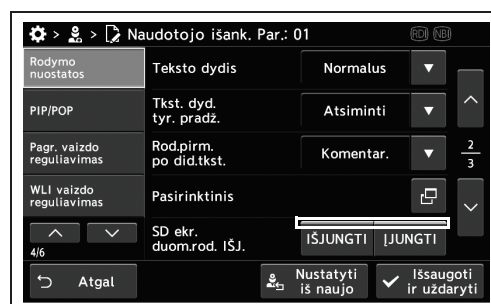 > > Naudotojo išank. Par.: 01 RDI NBI
Rodymo
nuostatos
Teksto dydis
Normalus
PIP/POP
Tkst. dyd.
tyr. pradž.
Atsiminti
Pagr. vaizdo
reguliavimas
Rod.pirm.
po did.tkst.
Komentar.
2
3
WLI vaizdo
reguliavimas
Pasirinktinis
4/6
SD ekr.
duom.rod. IŠJ.
IŠJUNGTI
ĮJUNGTI
Atgal
Nustatyti
iš naujo
Išsaugoti
ir uždaryti